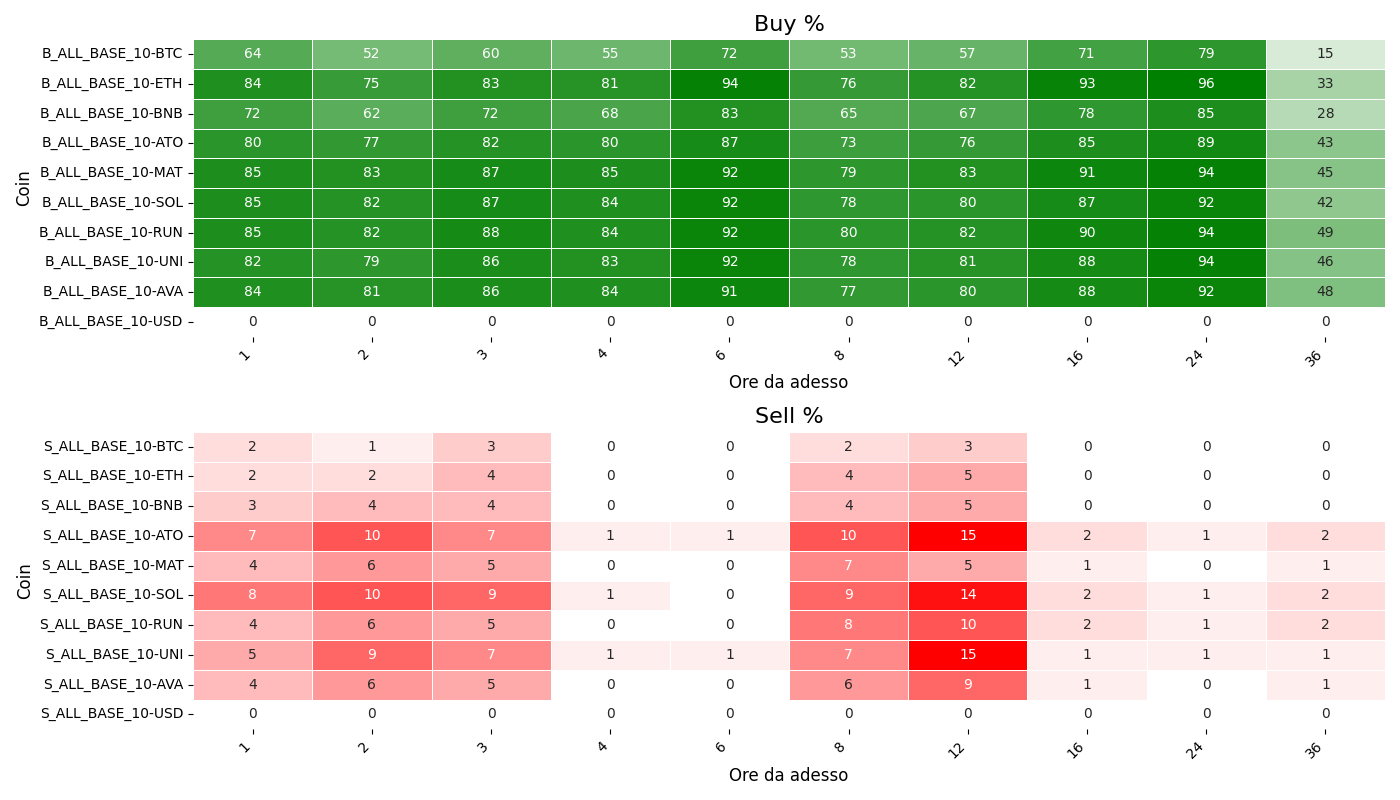 Buy %
Coin
B_ALL_BASE_10-BTC 64 52 60 55 72 53 57 71 79 15
B_ALL_BASE_10-ETH 84 75 83 81 94 76 82 93 96 33
B_ALL_BASE_10-BNB 72 62 72 68 83 65 67 78 85 28
B_ALL_BASE_10-ATO 80 77 82 80 87 73 76 85 89 43
B_ALL_BASE_10-MAT 85 83 87 85 92 79 83 91 94 45
B_ALL_BASE_10-SOL 85 82 87 84 92 78 80 87 92 42
B_ALL_BASE_10-RUN 85 82 88 84 92 80 82 90 94 49
B_ALL_BASE_10-UNI 82 79 86 83 92 78 81 88 94 46
B_ALL_BASE_10-AVA 84 81 86 84 91 77 80 88 92 48
B_ALL_BASE_10-USD 0 0 0 0 0 0 0 0 0 0
1 2 3 4 6 8 12 16 24 36
Ore da adesso
Sell %
Coin
S_ALL_BASE_10-BTC 2 1 3 0 0 2 3 0 0 0
S_ALL_BASE_10-ETH 2 2 4 0 0 4 5 0 0 0
S_ALL_BASE_10-BNB 3 4 4 0 0 4 5 0 0 0
S_ALL_BASE_10-ATO 7 10 7 1 1 10 15 2 1 2
S_ALL_BASE_10-MAT 4 6 5 0 0 7 5 1 0 1
S_ALL_BASE_10-SOL 8 10 9 1 0 9 14 2 1 2
S_ALL_BASE_10-RUN 4 6 5 0 0 8 10 2 1 2
S_ALL_BASE_10-UNI 5 9 7 1 1 7 15 1 1 1
S_ALL_BASE_10-AVA 4 6 5 0 0 6 9 1 0 1
S_ALL_BASE_10-USD 0 0 0 0 0 0 0 0 0 0
1 2 3 4 6 8 12 16 24 36
Ore da adesso